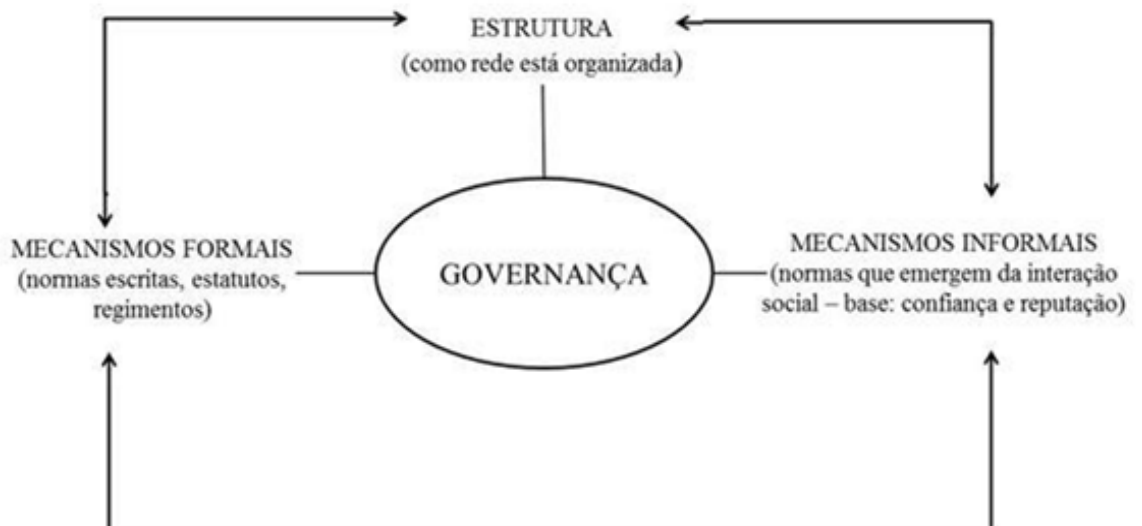 ESTRUTURA
(como rede está organizada)
MECANISMOS FORMAIS
(normas escritas, estatutos,
regimentos)
GOVERNANÇA
MECANISMOS INFORMAIS
(normas que emergem da interação
social – base: confiança e reputação)